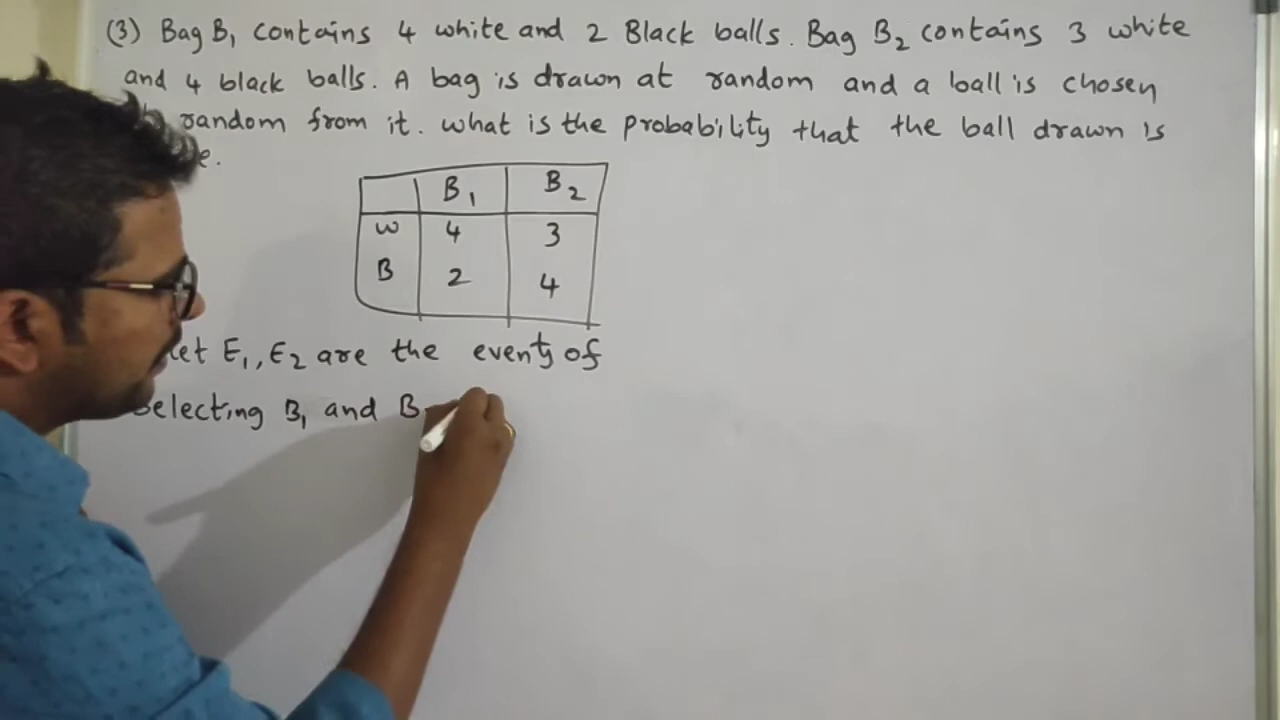 (3) Bag B₁ contains 4 white and 2 Black balls. Bag B₂ contains 3 white
and 4 black balls. A bag is drawn at random and a ball is chosen
random from it. what is the probability that the ball drawn is
B₁ B₂
W 4 3
B 2 4
let E₁, E₂ are the events of
Selecting B₁ and B